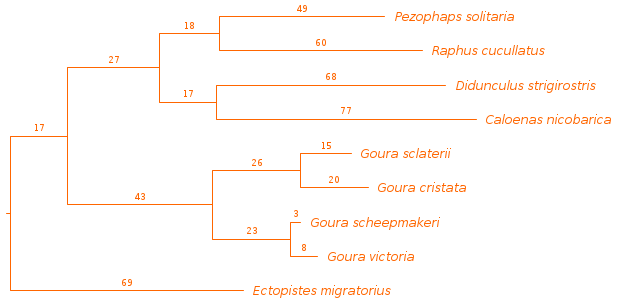 49
Pezophaps solitaria
18
60
Raphus cucullatus
27
68
Didunculus strigirostris
17
77
Caloenas nicobarica
17
15
Goura sclaterii
26
20
Goura cristata
43
3
Goura scheepmakeri
23
8
Goura victoria
69
Ectopistes migratorius